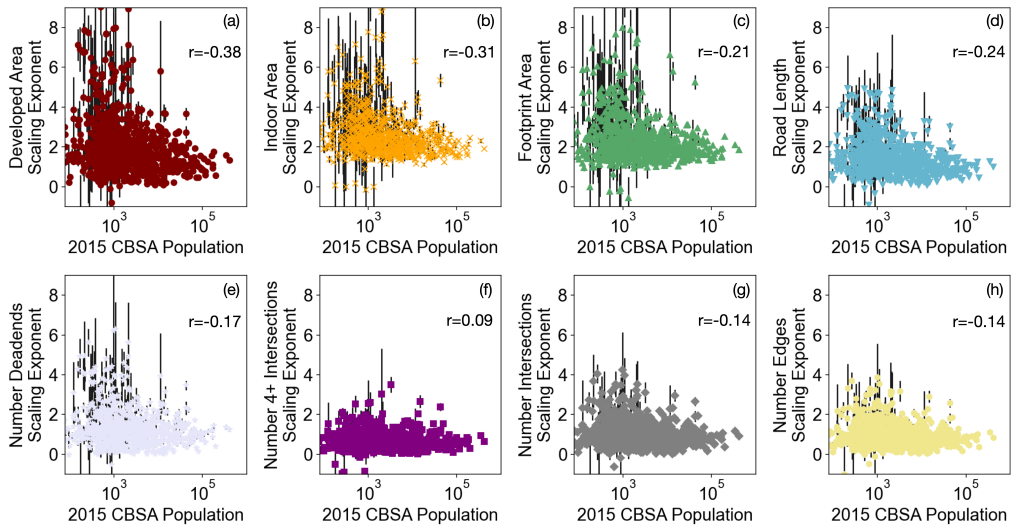 (a)
r=-0.38
Developed Area
Scaling Exponent
8
6
4
2
0
10^3
10^5
2015 CBSA Population
(b)
r=-0.31
Indoor Area
Scaling Exponent
8
6
4
2
0
10^3
10^5
2015 CBSA Population
(c)
r=-0.21
Footprint Area
Scaling Exponent
8
6
4
2
0
10^3
10^5
2015 CBSA Population
(d)
r=-0.24
Road Length
Scaling Exponent
8
6
4
2
0
10^3
10^5
2015 CBSA Population
(e)
r=-0.17
Number Deadends
Scaling Exponent
8
6
4
2
0
10^3
10^5
2015 CBSA Population
(f)
r=0.09
Number 4+ Intersections
Scaling Exponent
8
6
4
2
0
10^3
10^5
2015 CBSA Population
(g)
r=-0.14
Number Intersections
Scaling Exponent
8
6
4
2
0
10^3
10^5
2015 CBSA Population
(h)
r=-0.14
Number Edges
Scaling Exponent
8
6
4
2
0
10^3
10^5
2015 CBSA Population